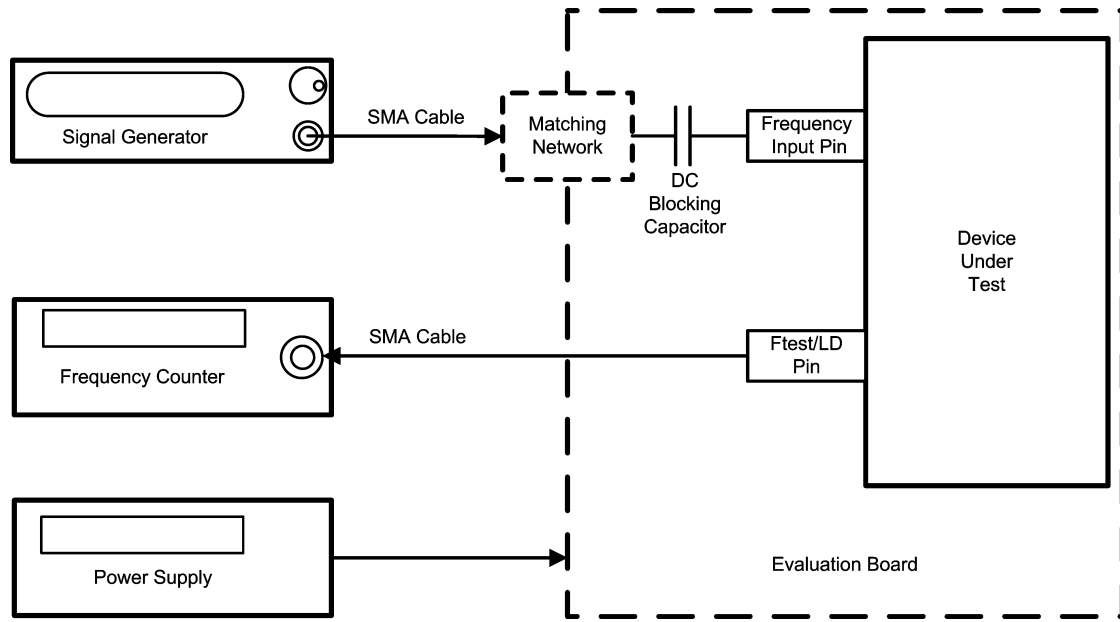 Signal Generator
SMA Cable
Matching
Network
DC
Blocking
Capacitor
Frequency
Input Pin
Device
Under
Test
Frequency Counter
SMA Cable
Ftest/LD
Pin
Power Supply
Evaluation Board